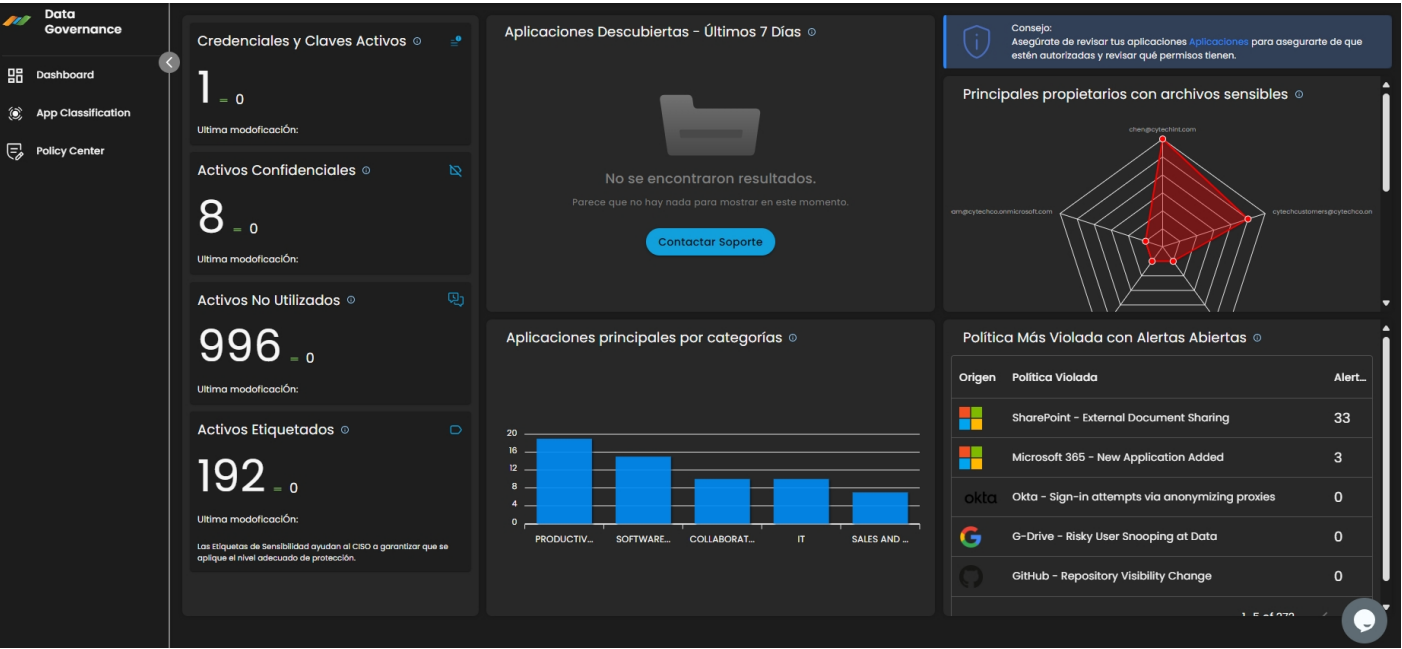 Data
Governance
Dashboard
App Classification
Policy Center
Credenciales y Claves Activos
1 = 0
Ultima modoficaciÓn:
Activos Confidenciales
8 = 0
Ultima modoficaciÓn:
Activos No Utilizados
996 = 0
Ultima modoficaciÓn:
Activos Etiquetados
192 = 0
Ultima modoficaciÓn:
Las Etiquetas de Sensibilidad ayudan al CISO a garantizar que se
aplique el nivel adecuado de protección.
Aplicaciones Descubiertas - Últimos 7 Días
No se encontraron resultados.
Parece que no hay nada para mostrar en este momento.
Contactar Soporte
Aplicaciones principales por categorías
20
16
12
8
4
0
PRODUCTIV... SOFTWARE... COLLABORAT... IT SALES AND ...
Consejo:
Asegúrate de revisar tus aplicaciones Aplicaciones para asegurarte de que
estén autorizadas y revisar qué permisos tienen.
Principales propietarios con archivos sensibles
chen@cytechint.com
am@cytechco.onmicrosoft.com
cytechcustomers@cytechco.on
Política Más Violada con Alertas Abiertas
Origen Política Violada Alert...
SharePoint - External Document Sharing 33
Microsoft 365 - New Application Added 3
okta Okta - Sign-in attempts via anonymizing proxies 0
G-Drive - Risky User Snooping at Data 0
GitHub - Repository Visibility Change 0
1-5 of 272